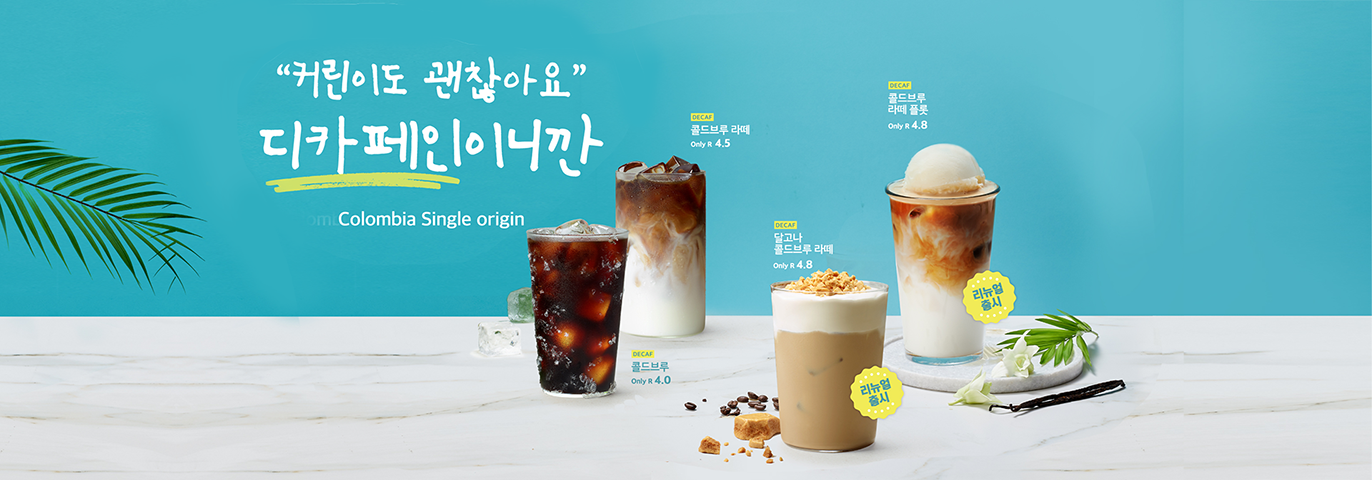 “커린이도 괜찮아요”
디카페인이니깐
Colombia Single origin
DECAF
콜드브루 라떼
Only R 4.5
DECAF
콜드브루
라떼 플롯
Only R 4.8
DECAF
달고나
콜드브루 라떼
Only R 4.8
리뉴얼
출시
DECAF
콜드브루
Only R 4.0
리뉴얼
출시